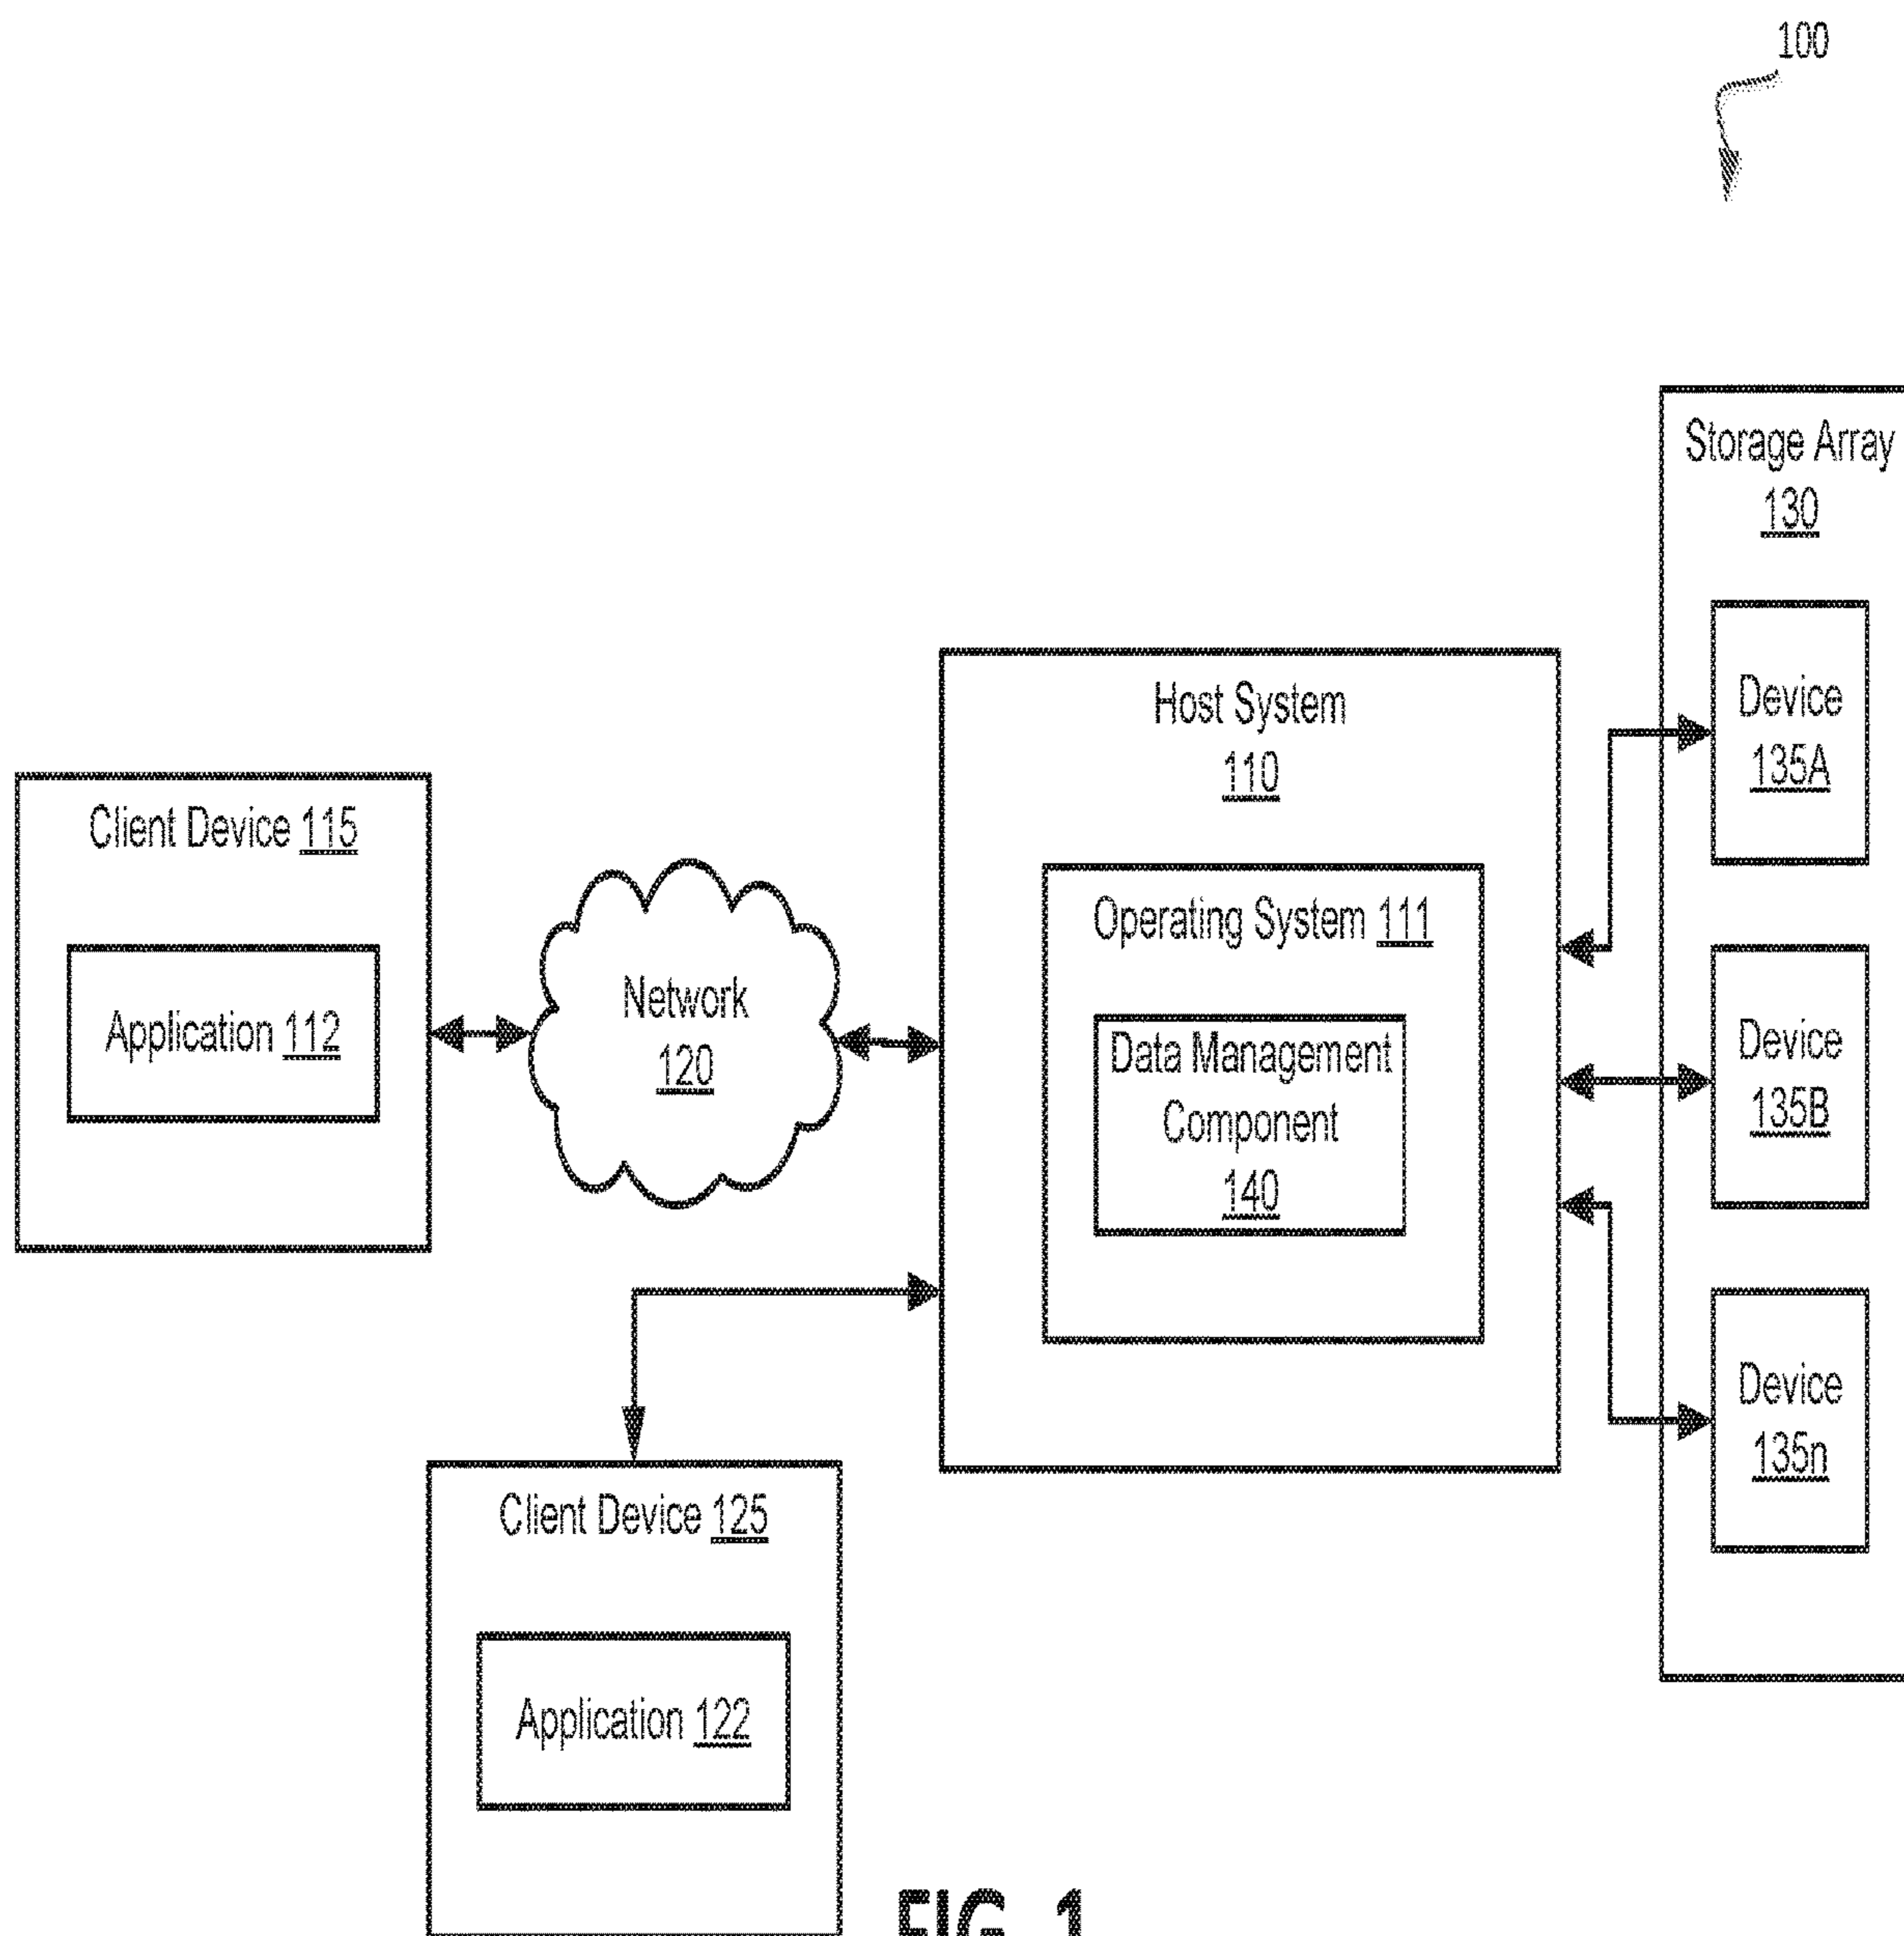 100
Storage Array
130
Device
135A
Host System
110
Client Device 115
Operating System 111
Application 112
Network
120
Data Management
Component
140
Device
135B
Device
135n
Client Device 125
Application 122
FIG. 1